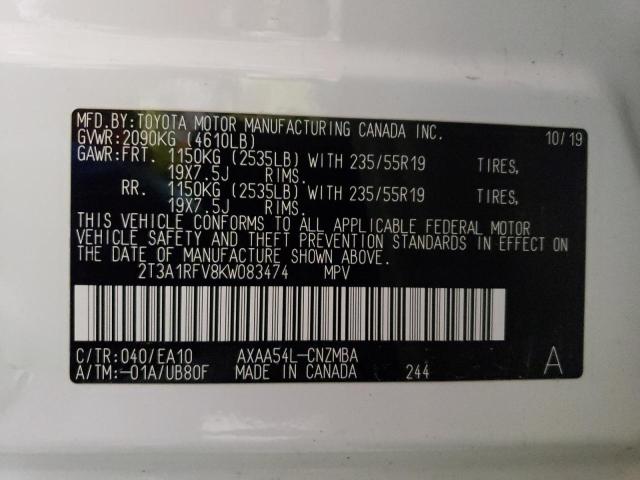 MFD.BY:TOYOTA MOTOR MANUFACTURING CANADA INC. 10/19
GVWR:2090KG (4610LB)
GAWR:FRT. 1150KG (2535LB) WITH 235/55R19 TIRES,
19X7.5J RIMS.
RR. 1150KG (2535LB) WITH 235/55R19 TIRES,
19X7.5J RIMS.
THIS VEHICLE CONFORMS TO ALL APPLICABLE FEDERAL MOTOR
VEHICLE SAFETY AND THEFT PREVENTION STANDARDS IN EFFECT ON
THE DATE OF MANUFACTURE SHOWN ABOVE.
2T3A1RFV8KW083474 MPV
C/TR:040/EA10 AXAA54L-CNZMBA A
A/TM:-01A/UB80F MADE IN CANADA 244